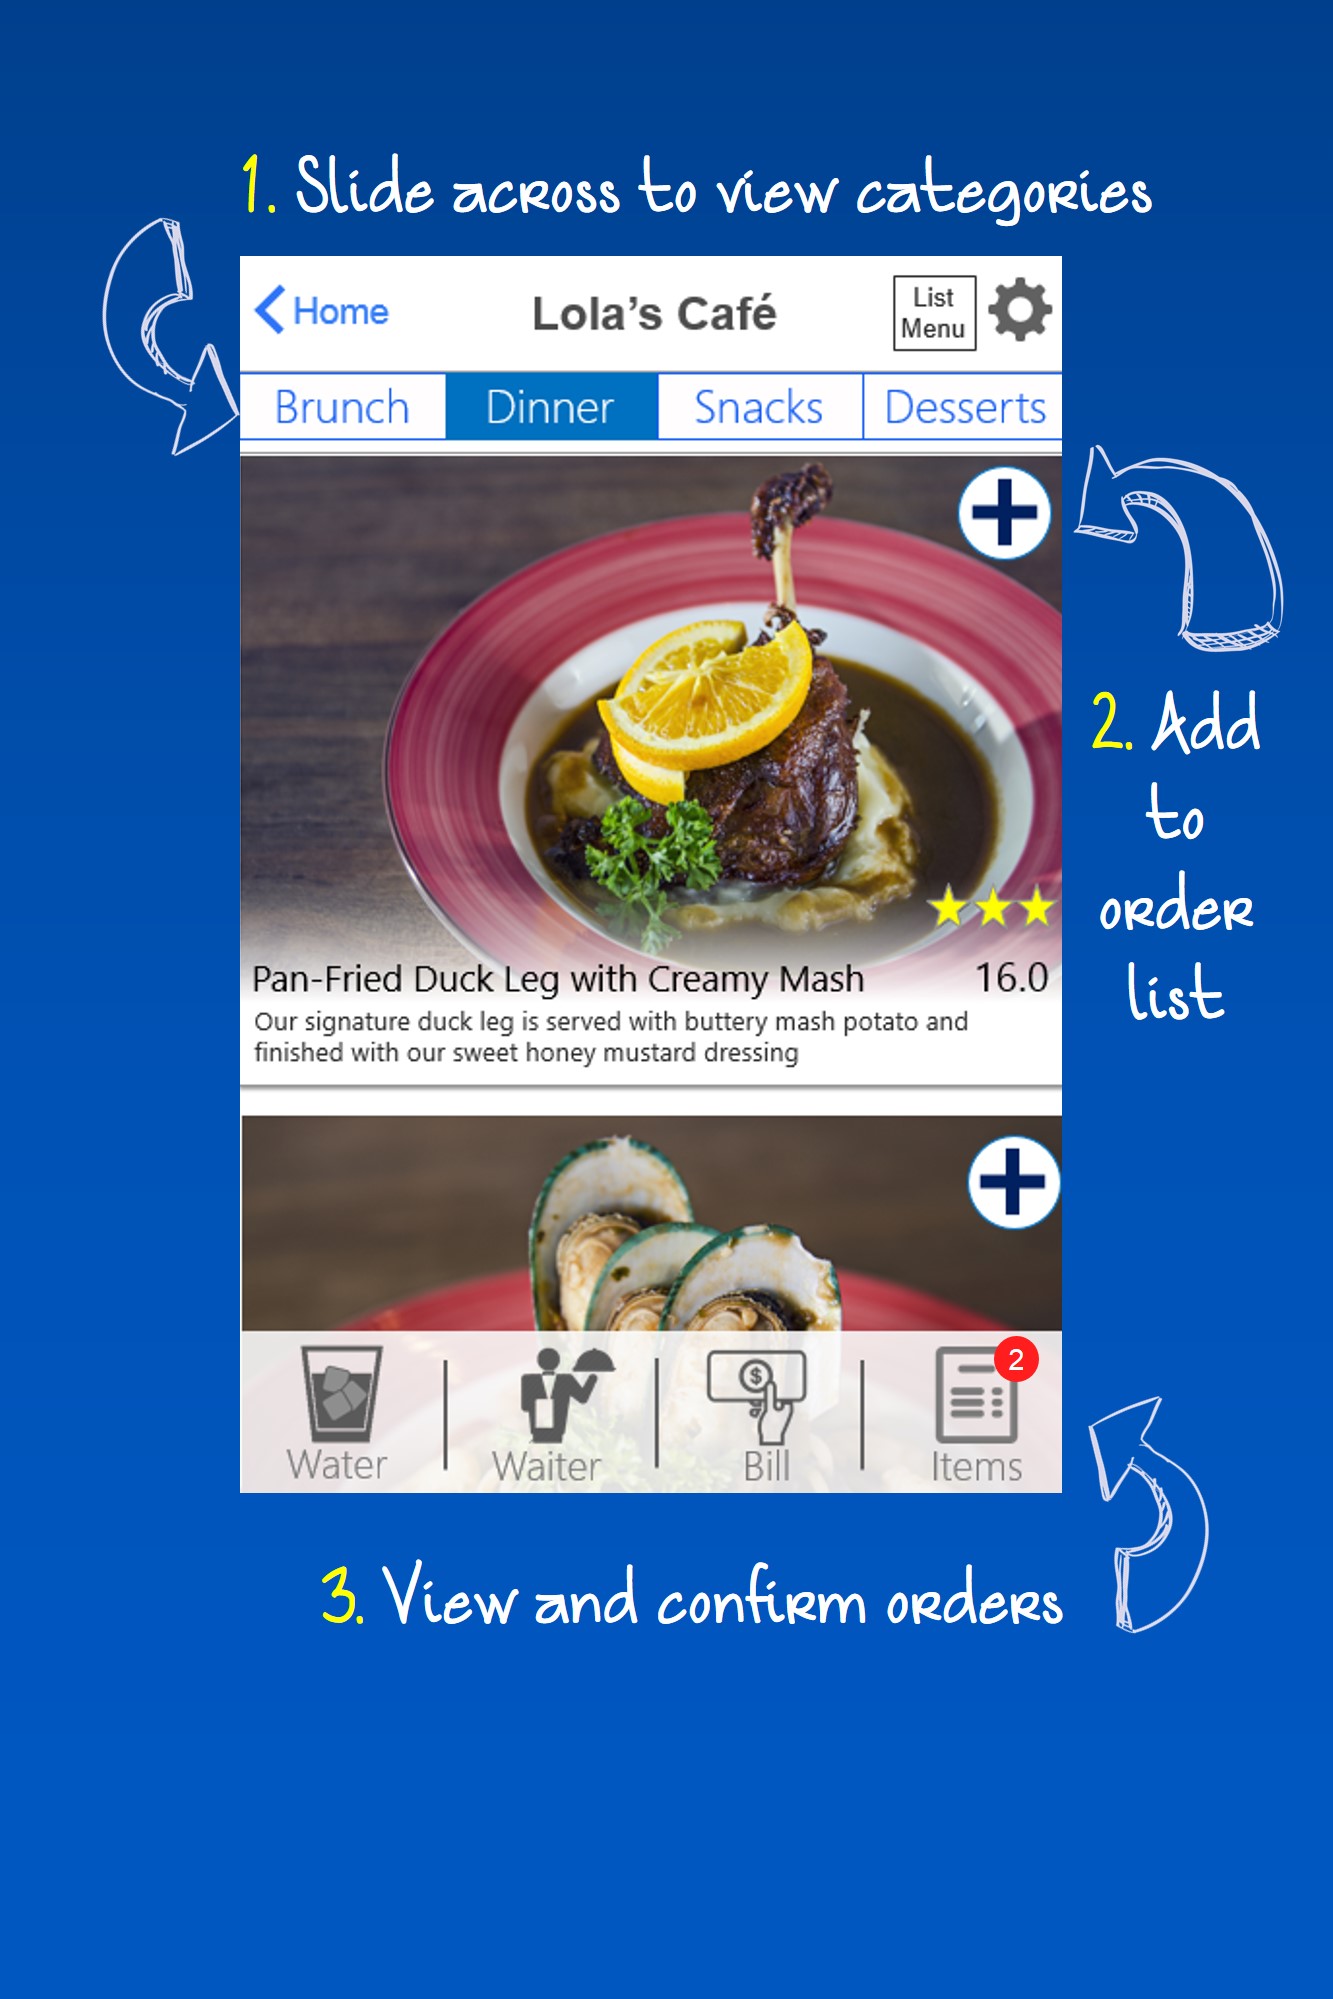 1. Slide across to view categories
Home
Lola's Café
List
Menu
Brunch
Dinner
Snacks
Desserts
2. Add
to
order
list
Pan-Fried Duck Leg with Creamy Mash
16.0
Our signature duck leg is served with buttery mash potato and
finished with our sweet honey mustard dressing
$
2
Water
Waiter
Bill
Items
3. View and confirm orders